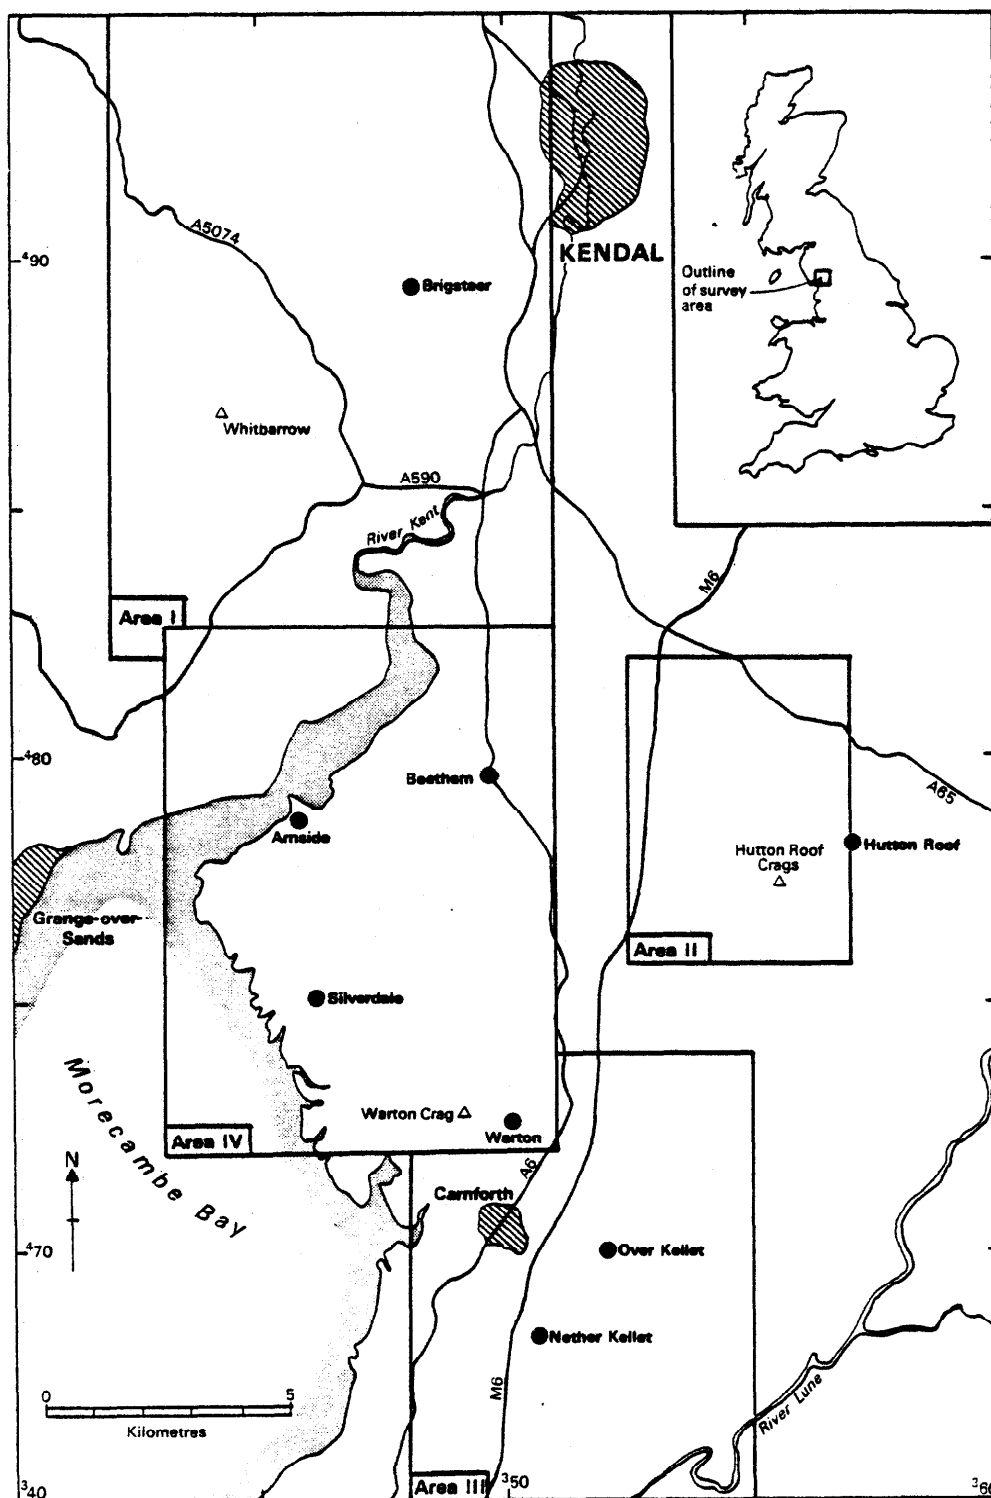 A5074
KENDAL
⁴90
Brigsteer
Outline
of survey
area
Whitbarrow
A590
River Kent
M6
Area I
⁴80
Beetham
A65
Arnside
Hutton Roof
Crags
Hutton Roof
Grange-over-
Sands
Area II
Silverdale
Morecambe Bay
Warton Crag
Warton
Area IV
N
A6
Carnforth
⁴70
Over Kellet
Nether Kellet
M6
0 5
Kilometres
River Lune
Area III
³40
³50
³60